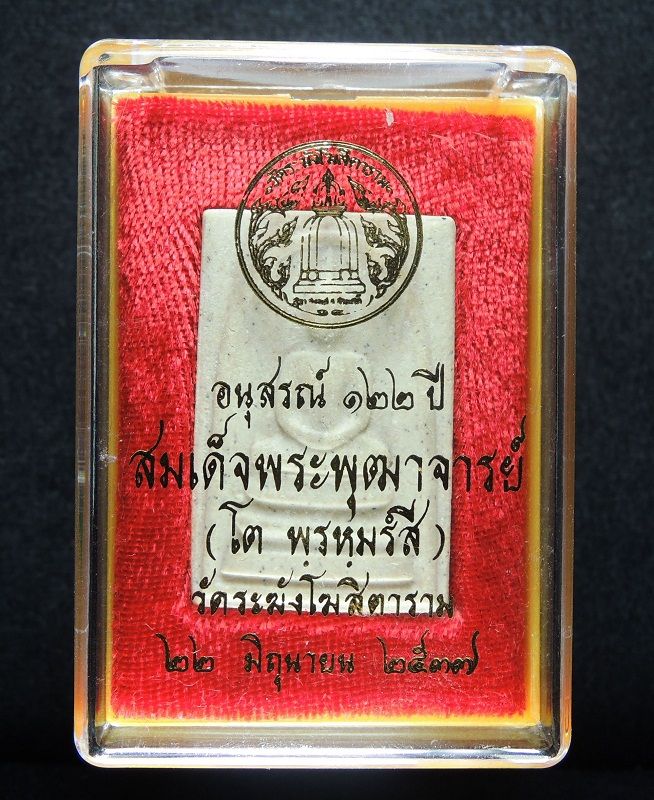 อนุสรณ์ ๑๒๒ ปี
สมเด็จพระพุฒาจารย์
(โต พฺรหฺมรํสี)
วัดระฆังโฆสิตาราม
๒๒ มิถุนายน ๒๕๓๗